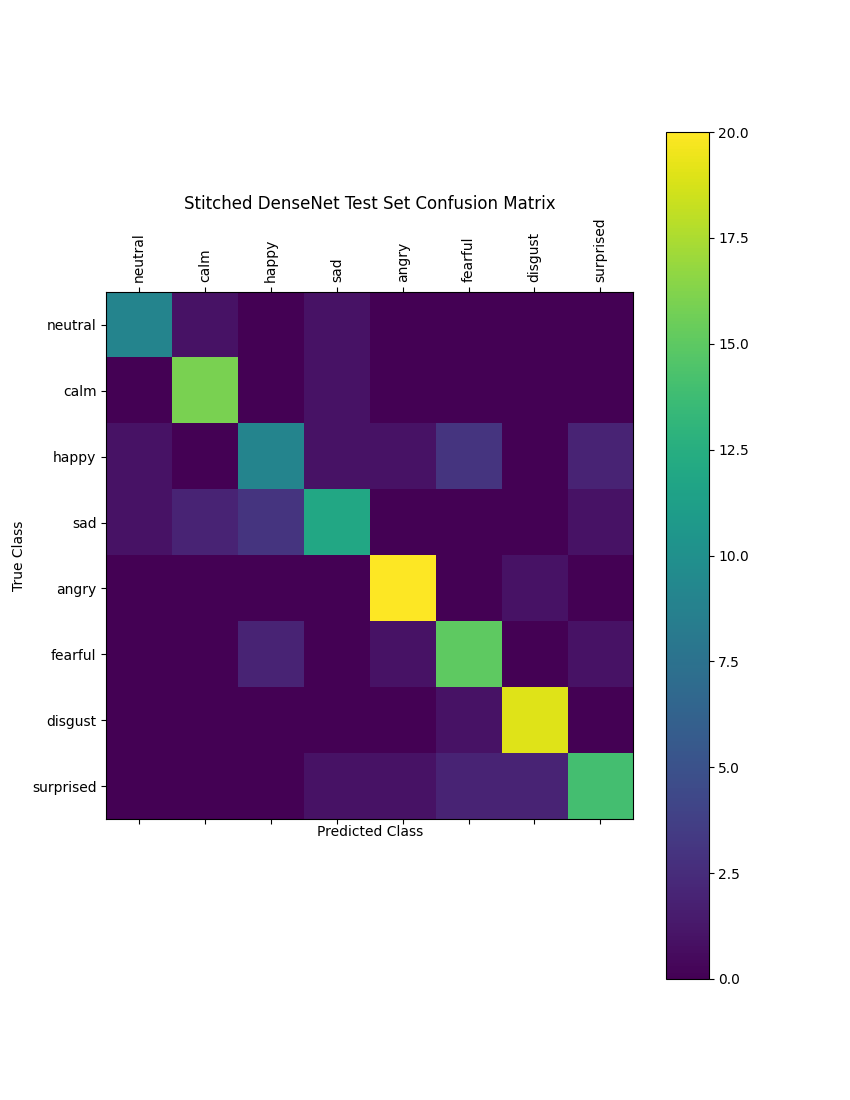 Stitched DenseNet Test Set Confusion Matrix
neutral
calm
happy
sad
angry
fearful
disgust
surprised
True Class
neutral
calm
happy
sad
angry
fearful
disgust
surprised
Predicted Class
20.0
17.5
15.0
12.5
10.0
7.5
5.0
2.5
0.0